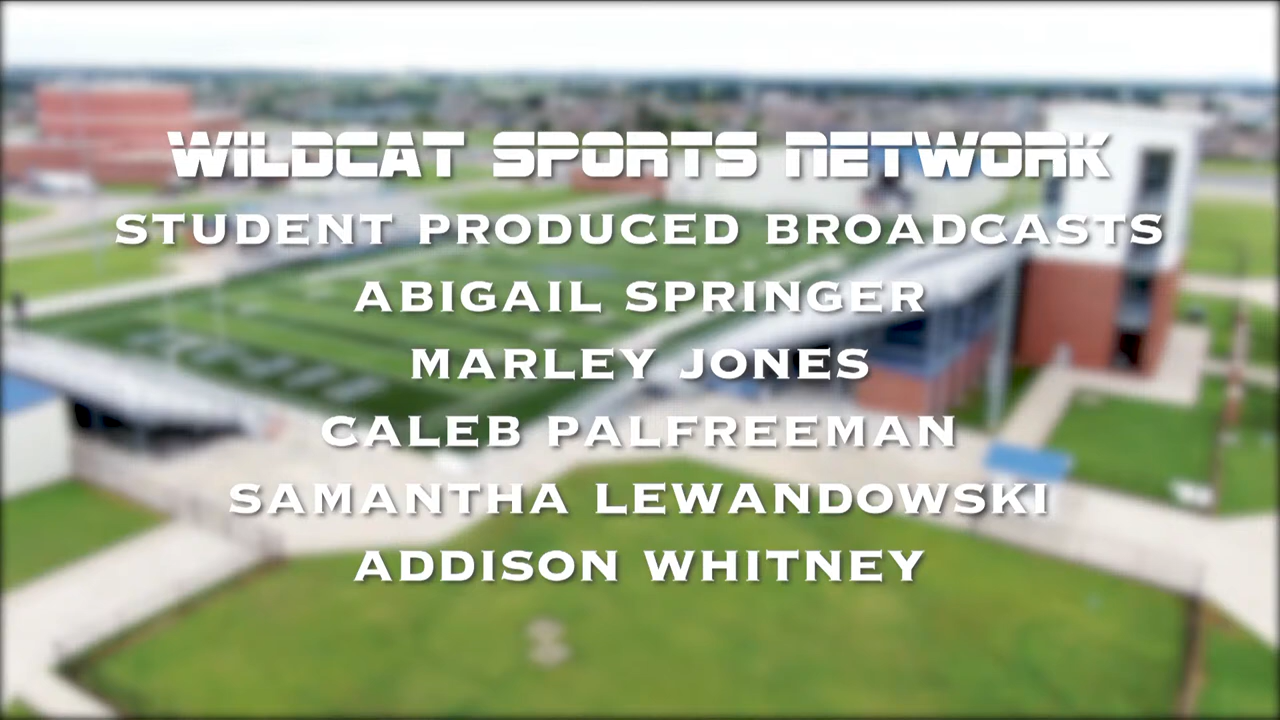 WILDCAT SPORTS NETWORK
STUDENT PRODUCED BROADCASTS
ABIGAIL SPRINGER
MARLEY JONES
CALEB PALFREEMAN
SAMANTHA LEWANDOWSKI
ADDISON WHITNEY